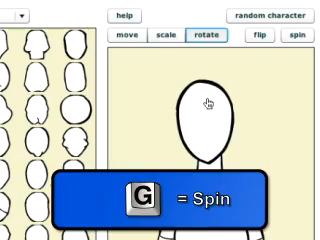 help random character
move scale rotate flip spin
G = Spin